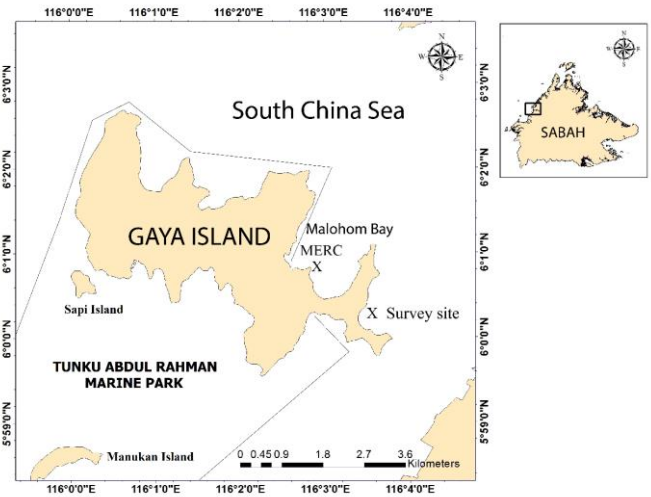 116°0'0"E 116°1'0"E 116°2'0"E 116°3'0"E 116°4'0"E
N
W E
S
6°3'0"N 6°3'0"N
South China Sea
N
W E
S
SABAH
6°2'0"N 6°2'0"N
GAYA ISLAND
Malohom Bay
MERC
X
6°1'0"N 6°1'0"N
Sapi Island
X Survey site
6°0'0"N 6°0'0"N
TUNKU ABDUL RAHMAN
MARINE PARK
5°59'0"N 5°59'0"N
Manukan Island
0 0.45 0.9 1.8 2.7 3.6
Kilometers
116°0'0"E 116°1'0"E 116°2'0"E 116°3'0"E 116°4'0"E